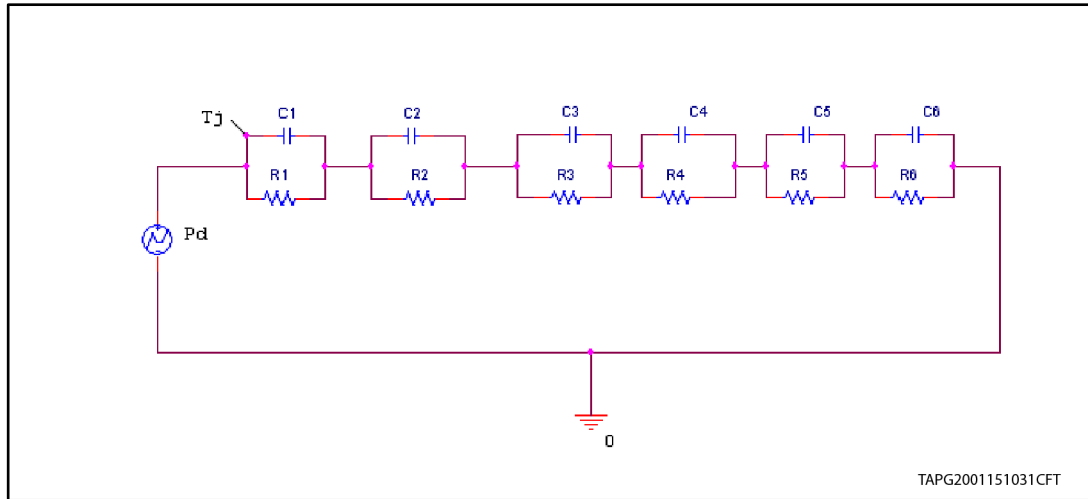 Tj C1 C2 C3 C4 C5 C6
R1 R2 R3 R4 R5 R6
Pd
0
TAPG2001151031CFT